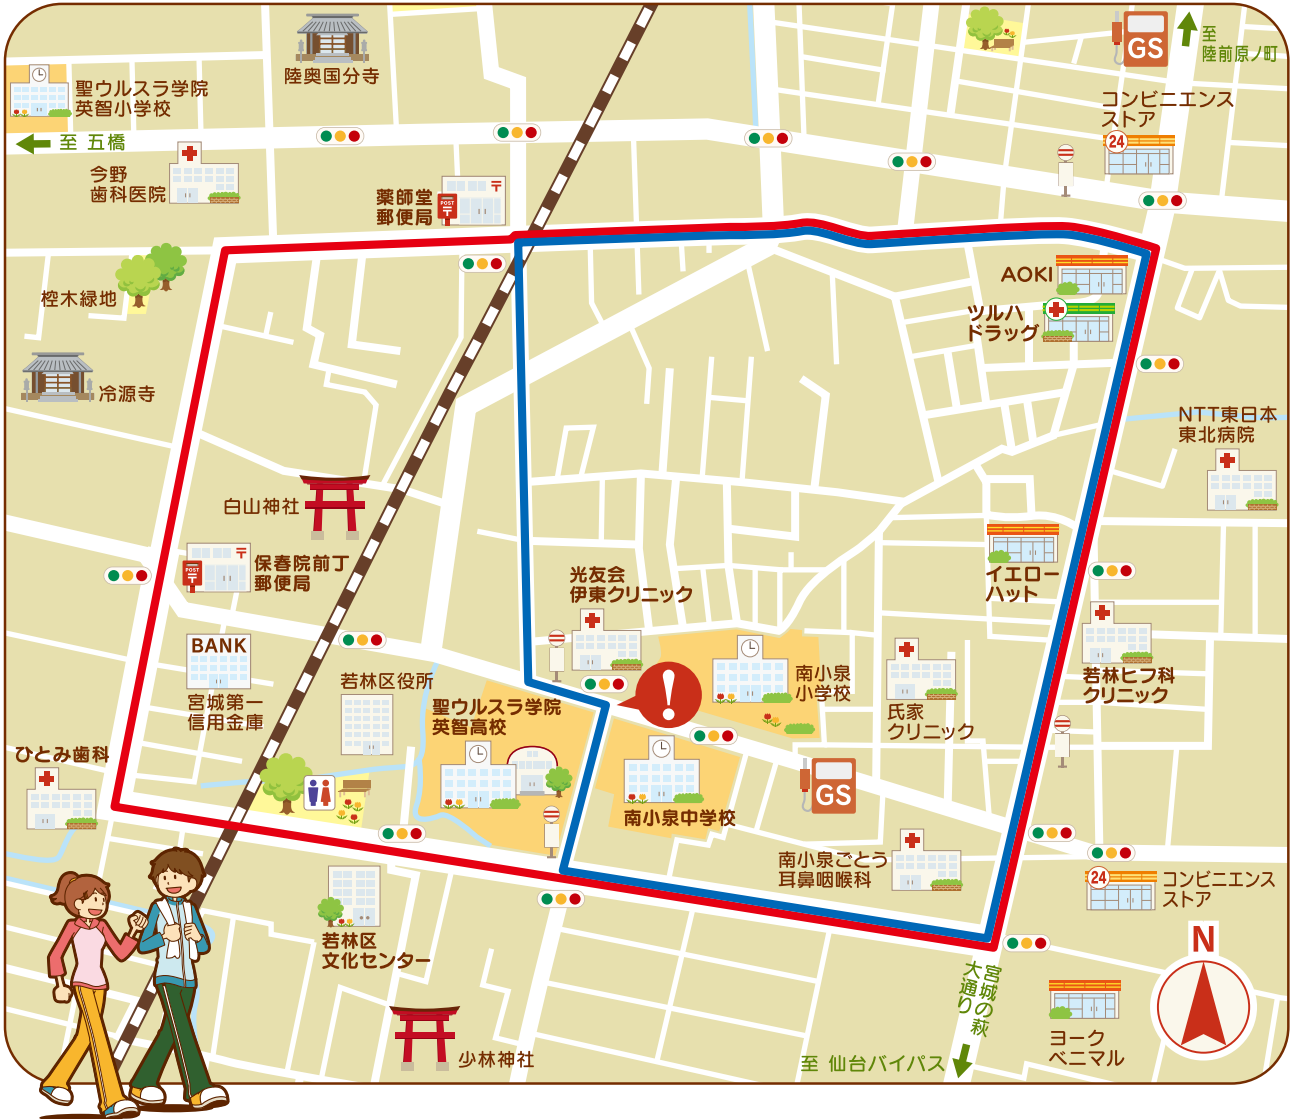 陸奥国分寺
GS
至
陸前原ノ町
聖ウルスラ学院
英智小学校
コンビニエンス
ストア
24
至 五橋
今野
歯科医院
薬師堂
郵便局
〒
POST
〒
AOKI
ツルハ
ドラッグ
樫木緑地
冷源寺
NTT東日本
東北病院
白山神社
保春院前丁
郵便局
〒
POST
〒
イエロー
ハット
光友会
伊東クリニック
BANK
宮城第一
信用金庫
若林区役所
聖ウルスラ学院
英智高校
南小泉
小学校
氏家
クリニック
若林ヒフ科
クリニック
ひとみ歯科
南小泉中学校
GS
南小泉ごとう
耳鼻咽喉科
24
コンビニエンス
ストア
若林区
文化センター
宮城の萩
大通り
N
ヨーク
ベニマル
少林神社
至 仙台バイパス